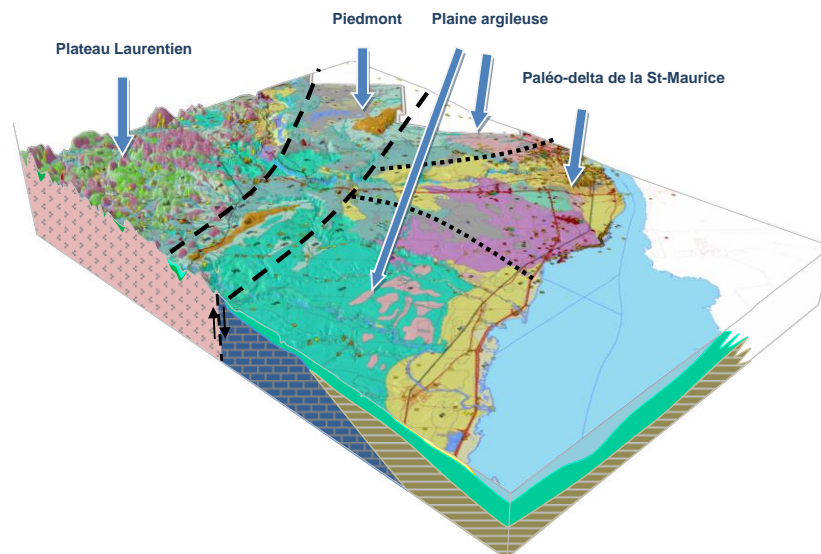 Piedmont
Plaine argileuse
Plateau Laurentien
Paléo-delta de la St-Maurice